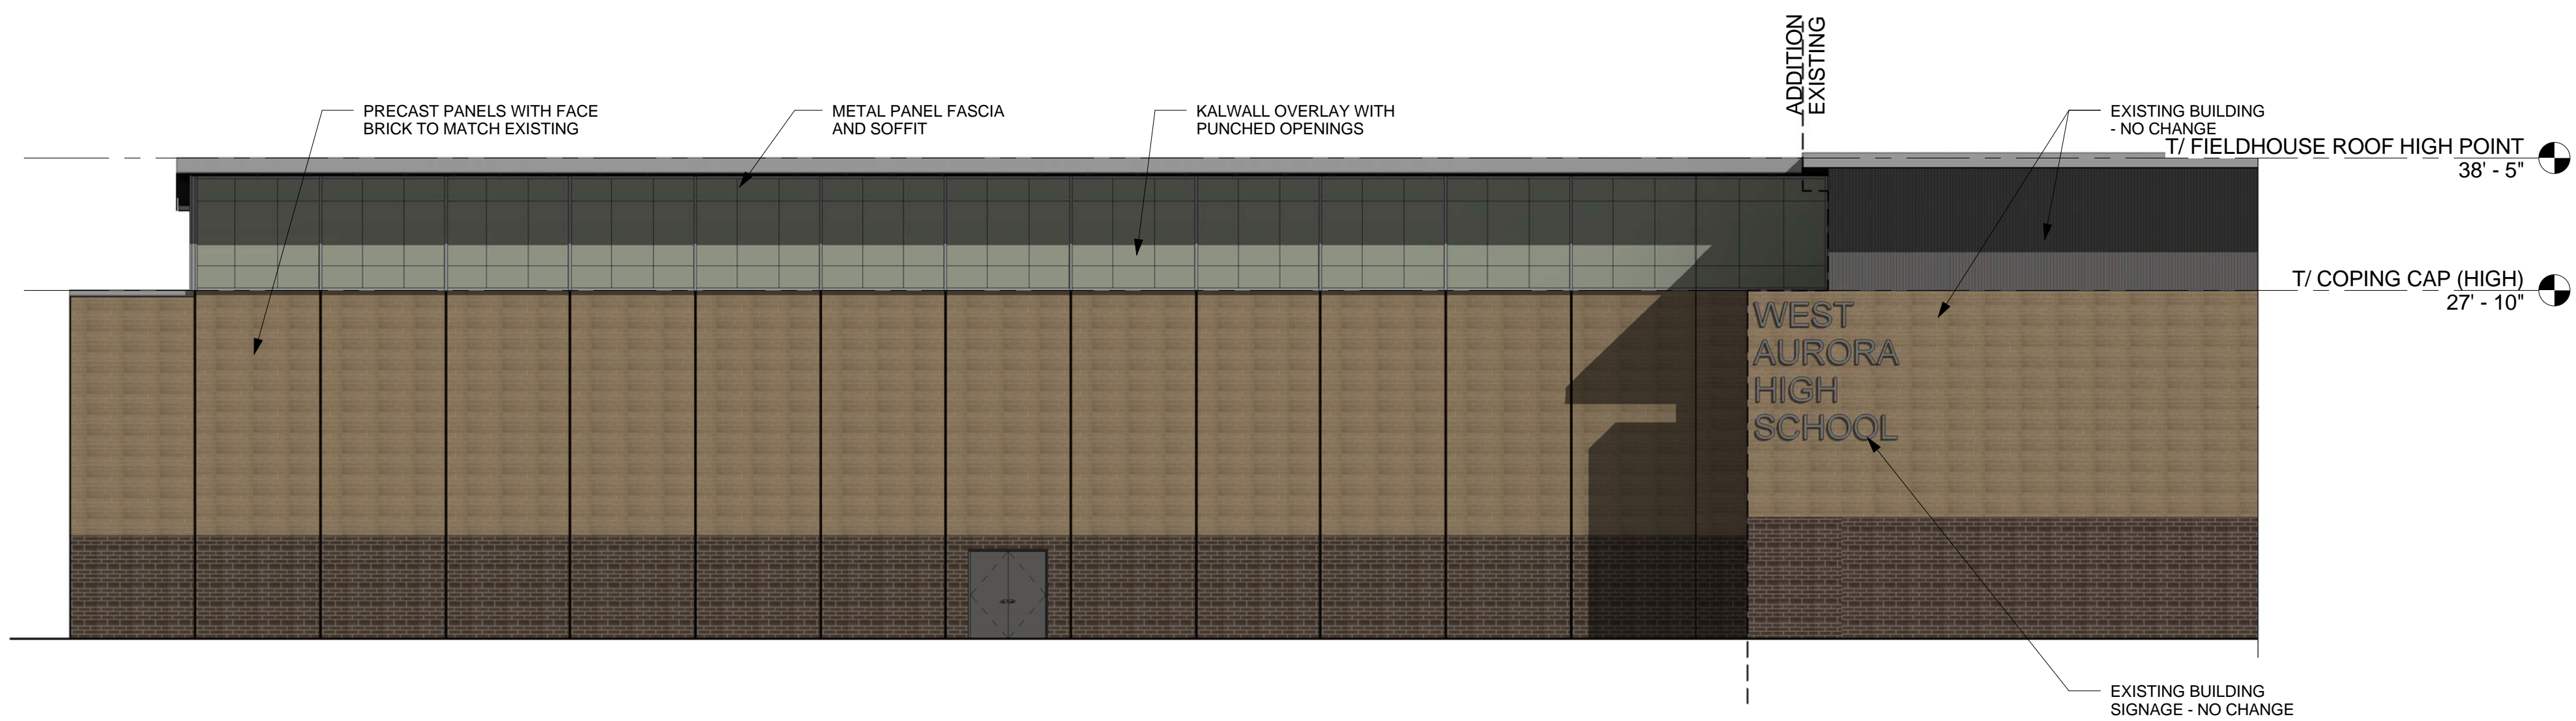 ADDITION
EXISTING
PRECAST PANELS WITH FACE
BRICK TO MATCH EXISTING
METAL PANEL FASCIA
AND SOFFIT
KALWALL OVERLAY WITH
PUNCHED OPENINGS
EXISTING BUILDING
- NO CHANGE
T/ FIELDHOUSE ROOF HIGH POINT
38' - 5"
T/ COPING CAP (HIGH)
27' - 10"
WEST
AURORA
HIGH
SCHOOL
EXISTING BUILDING
SIGNAGE - NO CHANGE